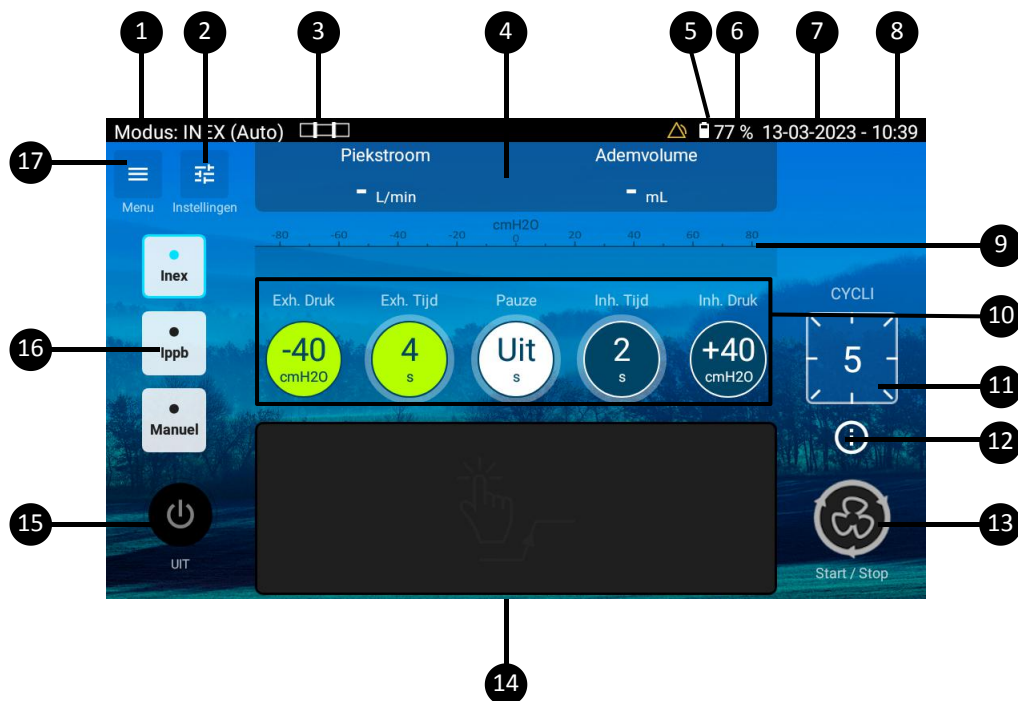 1 2 3 4 5 6 7 8
Modus: INEX (Auto) 77 % 13-03-2023 - 10:39
17
Menu Instellingen
Piekstroom Ademvolume
- L/min - mL
cmH2O
-80 -60 -40 -20 0 20 40 60 80
9
Inex
Exh. Druk Exh. Tijd Pauze Inh. Tijd Inh. Druk
CYCLI
10
-40 4 Uit 2 +40
cmH2O s s s cmH2O
16
Ippb
5
11
Manuel
12
15
UIT
13
Start / Stop
14